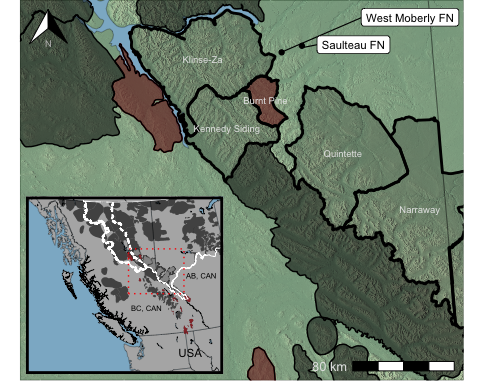 West Moberly FN
Saulteau FN
N
Klinse-Za
Burnt Pine
Kennedy Siding
Quintette
Narraway
AB, CAN
BC, CAN
USA
80 km